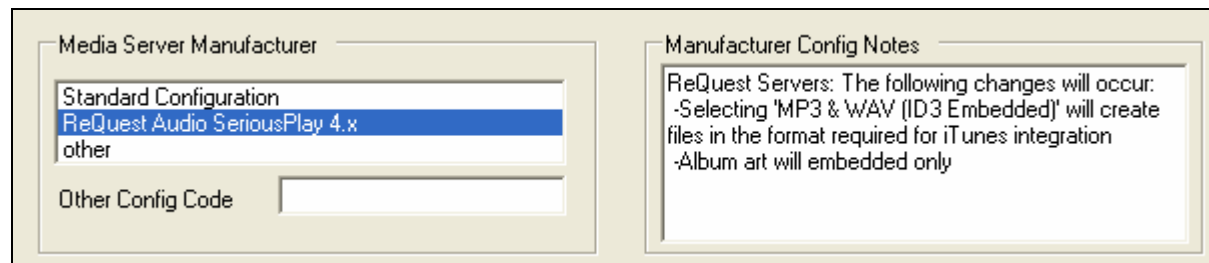 Media Server Manufacturer
Standard Configuration
ReQuest Audio SeriousPlay 4.x
other
Other Config Code
Manufacturer Config Notes
ReQuest Servers: The following changes will occur:
-Selecting 'MP3 & WAV (ID3 Embedded)' will create
files in the format required for iTunes integration
-Album art will embedded only